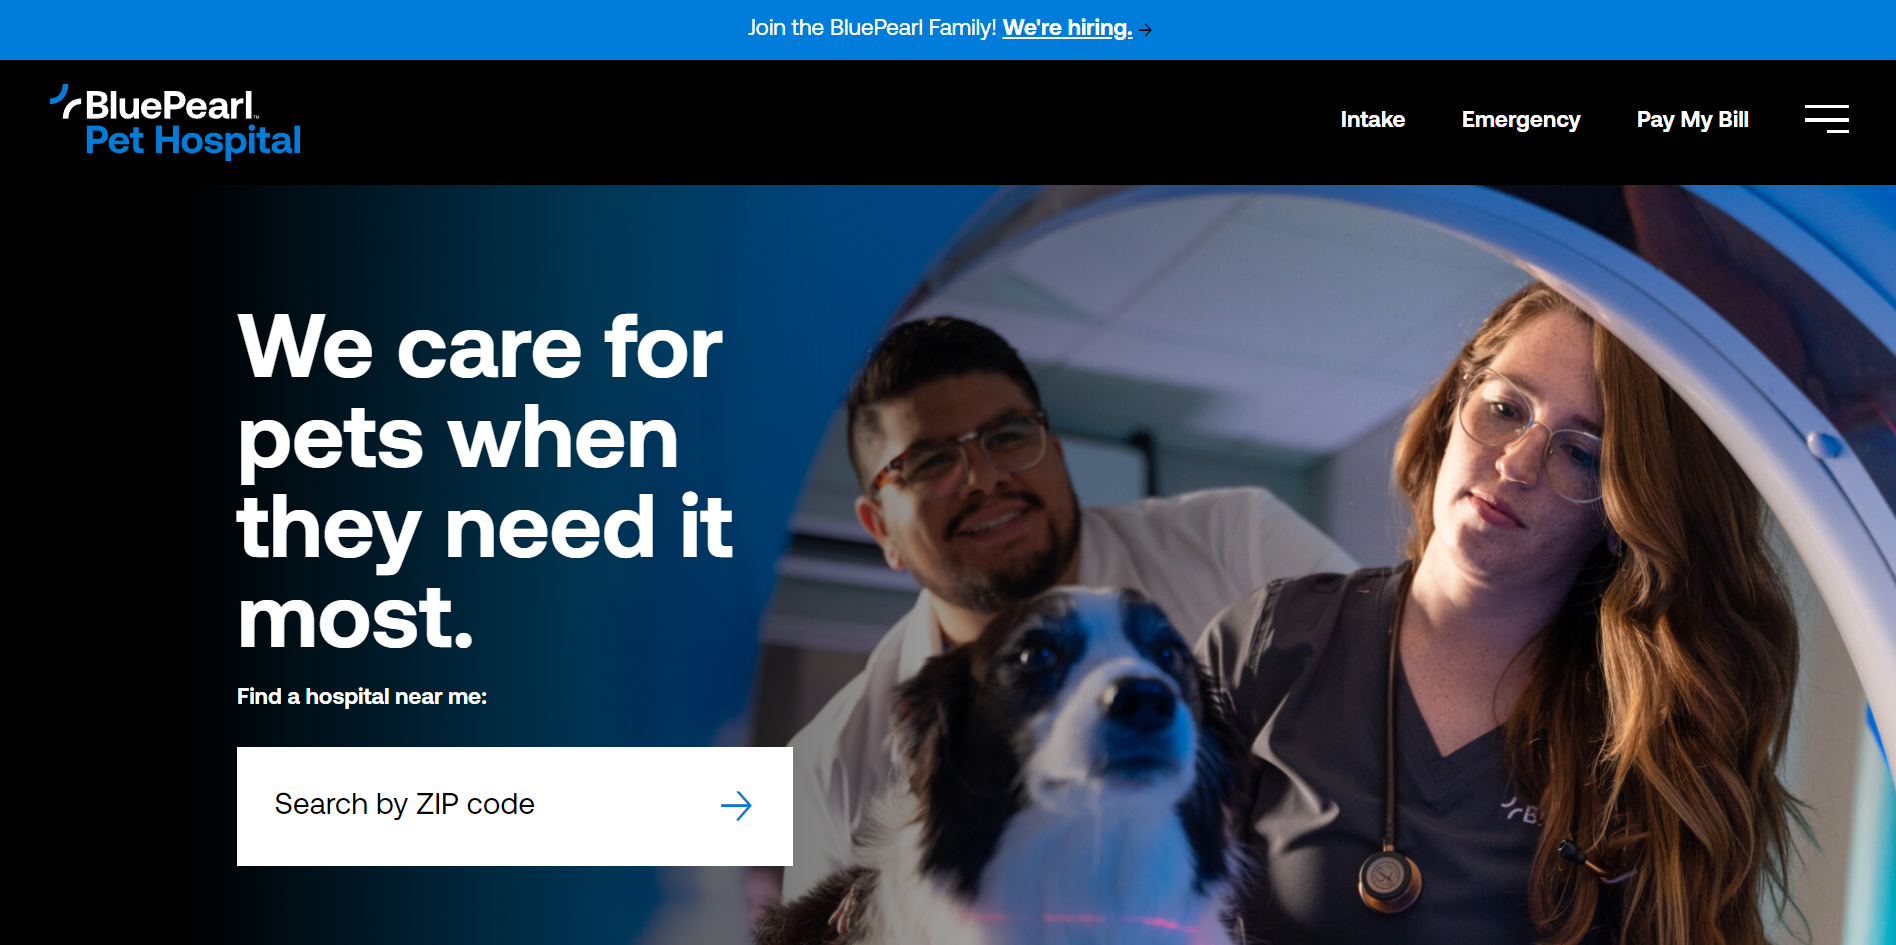 Join the BluePearl Family! We're hiring. →
BluePearl™
Pet Hospital
Intake
Emergency
Pay My Bill
We care for
pets when
they need it
most.
Find a hospital near me:
Search by ZIP code